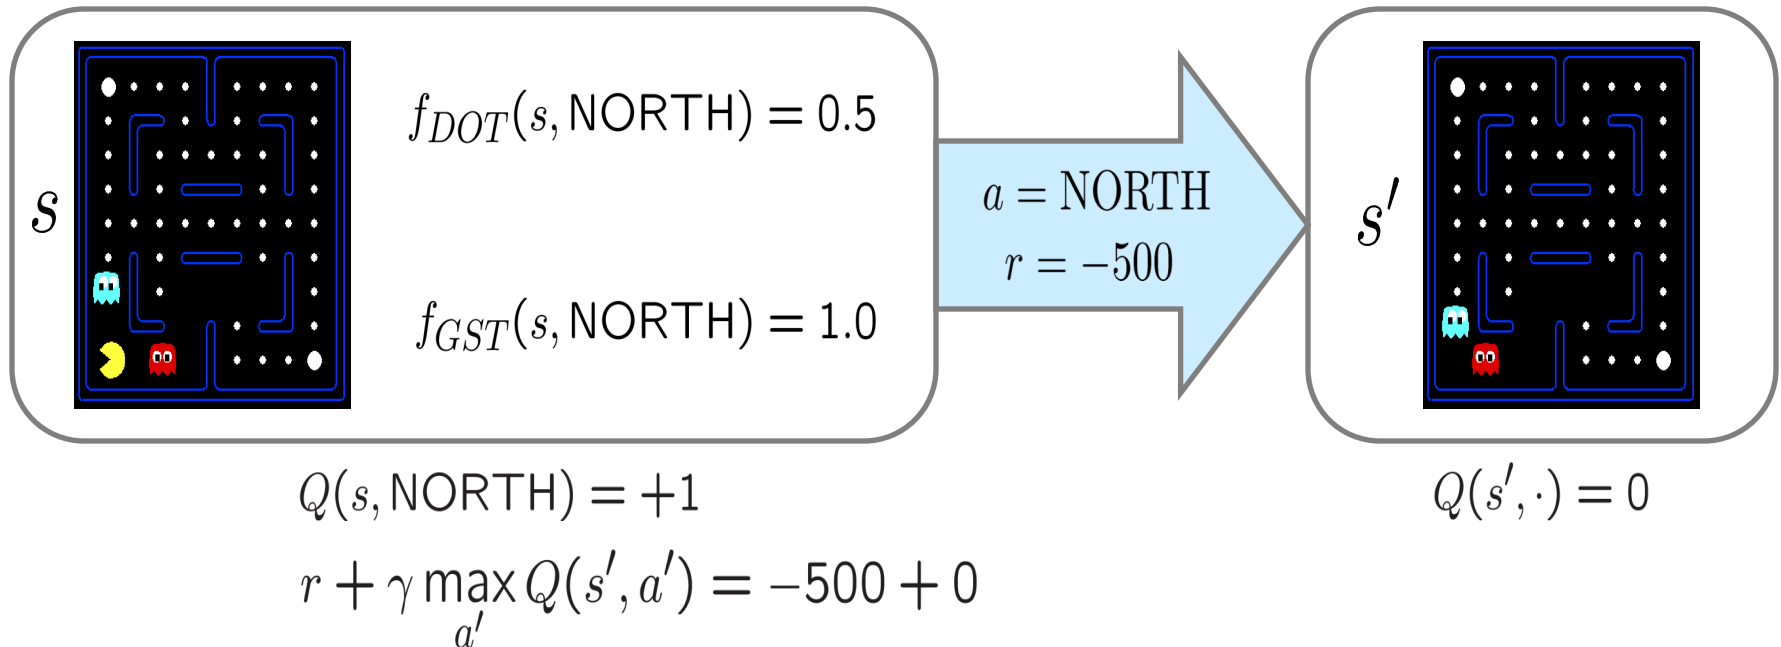 s
f_DOT(s, NORTH) = 0.5
f_GST(s, NORTH) = 1.0
a = NORTH
r = −500
s′
Q(s, NORTH) = +1
r + γ max_a′ Q(s′, a′) = −500 + 0
Q(s′, ·) = 0